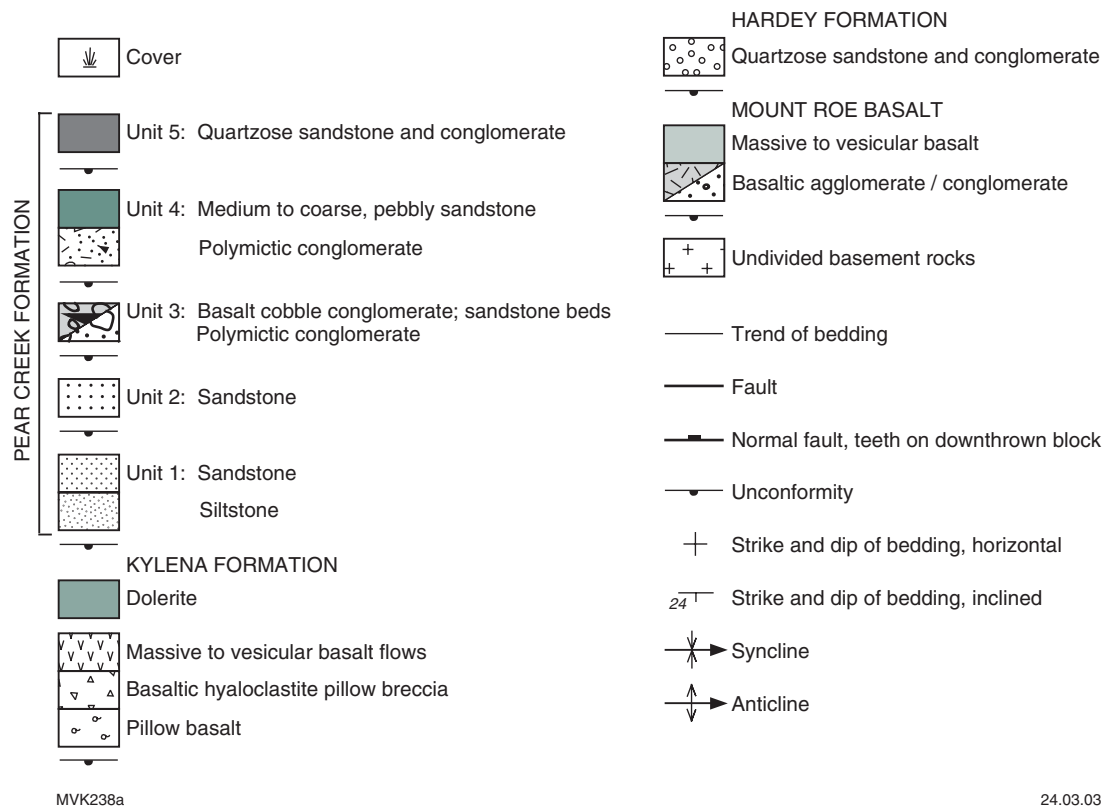 Cover
PEAR CREEK FORMATION
Unit 5: Quartzose sandstone and conglomerate
Unit 4: Medium to coarse, pebbly sandstone
Polymictic conglomerate
Unit 3: Basalt cobble conglomerate; sandstone beds
Polymictic conglomerate
Unit 2: Sandstone
Unit 1: Sandstone
Siltstone
KYLENA FORMATION
Dolerite
Massive to vesicular basalt flows
Basaltic hyaloclastite pillow breccia
Pillow basalt
HARDEY FORMATION
Quartzose sandstone and conglomerate
MOUNT ROE BASALT
Massive to vesicular basalt
Basaltic agglomerate / conglomerate
Undivided basement rocks
Trend of bedding
Fault
Normal fault, teeth on downthrown block
Unconformity
Strike and dip of bedding, horizontal
24 Strike and dip of bedding, inclined
Syncline
Anticline
MVK238a
24.03.03